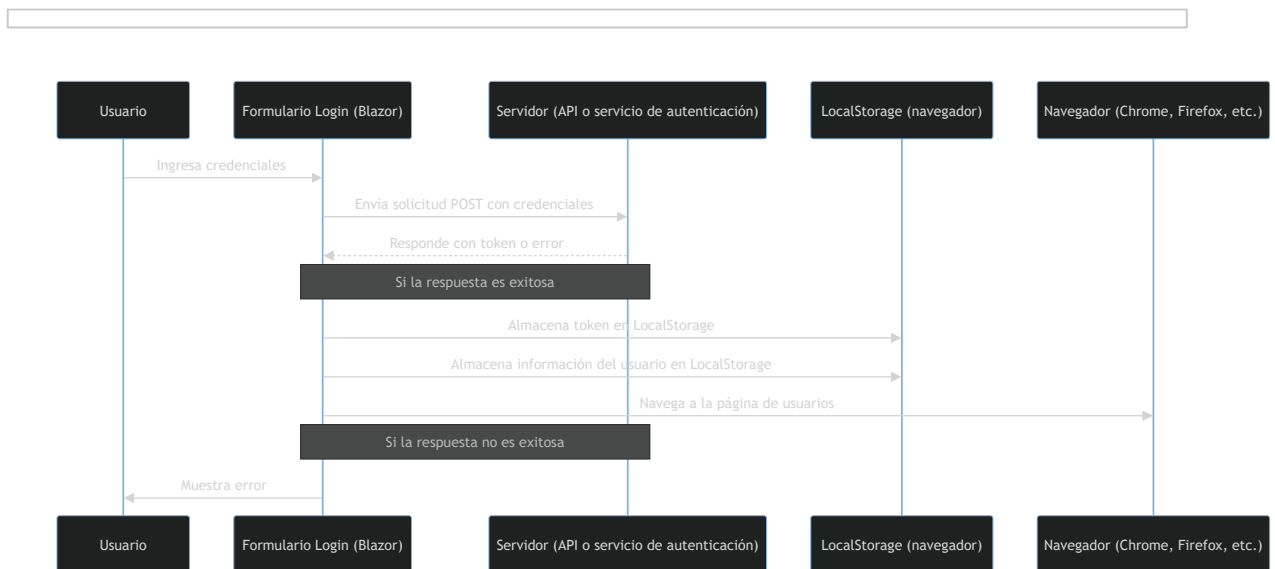 Usuario
Formulario Login (Blazor)
Servidor (API o servicio de autenticación)
LocalStorage (navegador)
Navegador (Chrome, Firefox, etc.)
Ingresa credenciales
Envía solicitud POST con credenciales
Responde con token o error
Si la respuesta es exitosa
Almacena token en LocalStorage
Almacena información del usuario en LocalStorage
Navega a la página de usuarios
Si la respuesta no es exitosa
Muestra error
Usuario
Formulario Login (Blazor)
Servidor (API o servicio de autenticación)
LocalStorage (navegador)
Navegador (Chrome, Firefox, etc.)